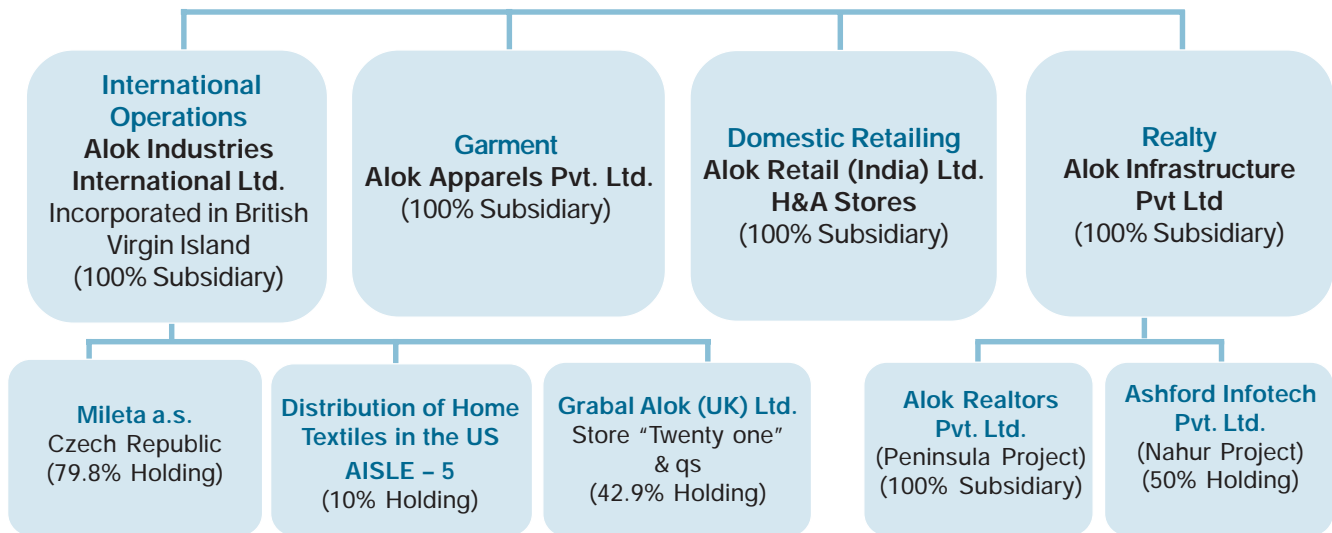 International
Operations
Alok Industries
International Ltd.
Incorporated in British
Virgin Island
(100% Subsidiary)
Garment
Alok Apparels Pvt. Ltd.
(100% Subsidiary)
Domestic Retailing
Alok Retail (India) Ltd.
H&A Stores
(100% Subsidiary)
Realty
Alok Infrastructure
Pvt Ltd
(100% Subsidiary)
Mileta a.s.
Czech Republic
(79.8% Holding)
Distribution of Home
Textiles in the US
AISLE – 5
(10% Holding)
Grabal Alok (UK) Ltd.
Store “Twenty one”
& qs
(42.9% Holding)
Alok Realtors
Pvt. Ltd.
(Peninsula Project)
(100% Subsidiary)
Ashford Infotech
Pvt. Ltd.
(Nahur Project)
(50% Holding)